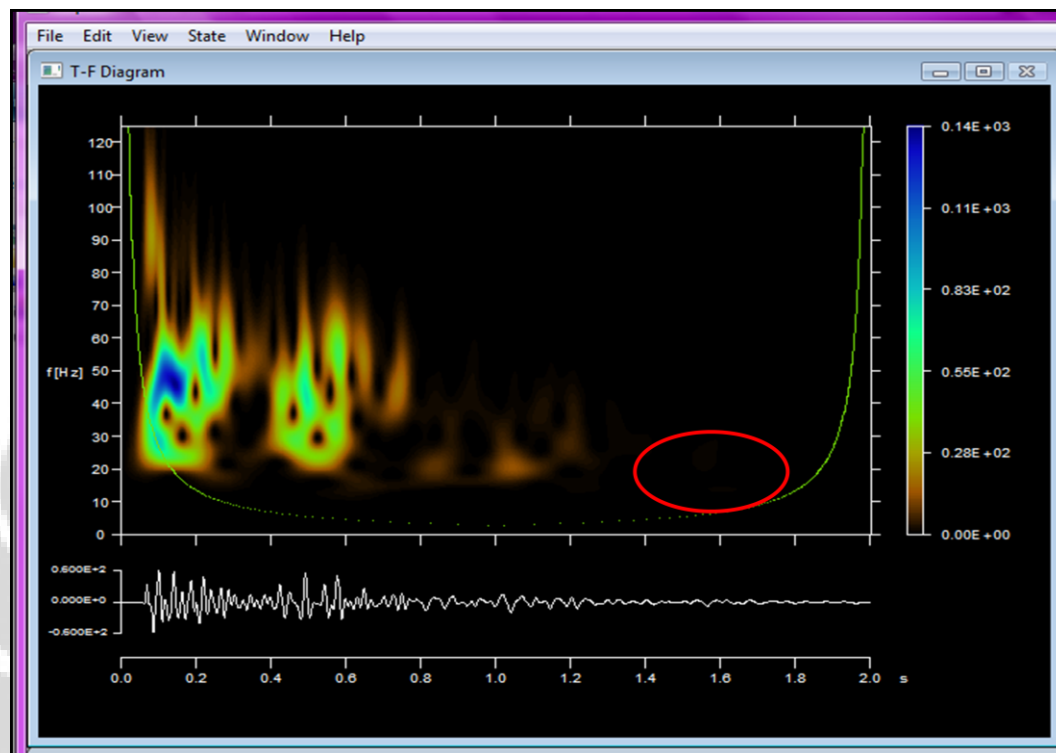 File Edit View State Window Help
T-F Diagram
120
110
100
90
80
70
60
f[Hz] 50
40
30
20
10
0
0.14E +03
0.11E +03
0.83E +02
0.55E +02
0.28E +02
0.00E +00
0.600E+2
0.000E+0
-0.600E+2
0.0 0.2 0.4 0.6 0.8 1.0 1.2 1.4 1.6 1.8 2.0 s